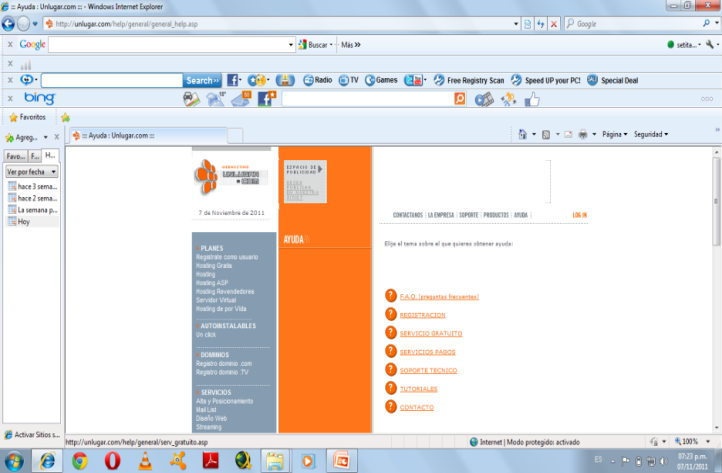 :: Ayuda : Unlugar.com :: - Windows Internet Explorer
http://unlugar.com/help/general/general_help.asp
Google
Google
Buscar
Más »
setita...
Search »
Radio
TV
Games
Free Registry Scan
Speed UP your PC!
Special Deal
bing
Favoritos
Agreg...
:: Ayuda : Unlugar.com ::
Página
Seguridad
Favo...
F...
H...
Ver por fecha
hace 3 sema...
hace 2 sema...
La semana p...
Hoy
UNLUGAR
.COM
7 de Noviembre de 2011
ESPACIO DE
PUBLICIDAD
CONTACTANOS | LA EMPRESA | SOPORTE | PRODUCTOS | AYUDA |
LOG IN
AYUDA
Elije el tema sobre el que quieres obtener ayuda:
PLANES
Registrate como usuario
Hosting Gratis
Hosting
Hosting ASP
Hosting Revendedores
Servidor Virtual
Hosting de por Vida
AUTOINSTALABLES
Un click
DOMINIOS
Registro dominio .com
Registro dominio .TV
SERVICIOS
Alta y Posicionamiento
Mail List
Diseño Web
Streaming
F.A.Q. (preguntas frecuentes)
REGISTRACION
SERVICIO GRATUITO
SERVICIOS PAGOS
SOPORTE TECNICO
TUTORIALES
CONTACTO
Activar Sitios s...
http://unlugar.com/help/general/serv_gratuito.asp
Internet | Modo protegido: activado
100%
ES
07:23 p.m.
07/11/2011